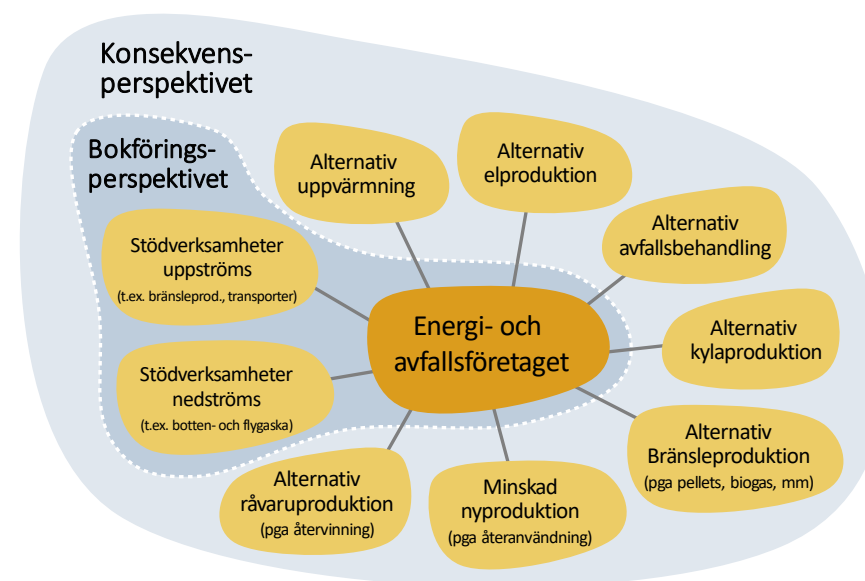 Konsekvens-
perspektivet
Bokförings-
perspektivet
Alternativ
uppvärmning
Alternativ
elproduktion
Alternativ
avfallsbehandling
Stödverksamheter
uppströms
(t.ex. bränsleprod., transporter)
Energi- och
avfallsföretaget
Alternativ
kylaproduktion
Stödverksamheter
nedströms
(t.ex. botten- och flygaska)
Alternativ
Bränsleproduktion
(pga pellets, biogas, mm)
Alternativ
råvaruproduktion
(pga återvinning)
Minskad
nyproduktion
(pga återanvändning)